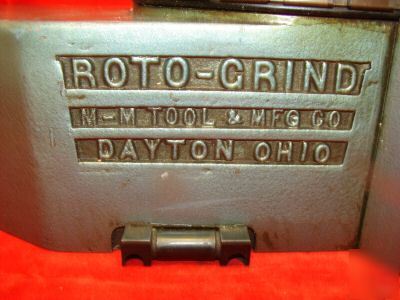 ROTO-GRIND
M-M TOOL & MFG CO
DAYTON OHIO